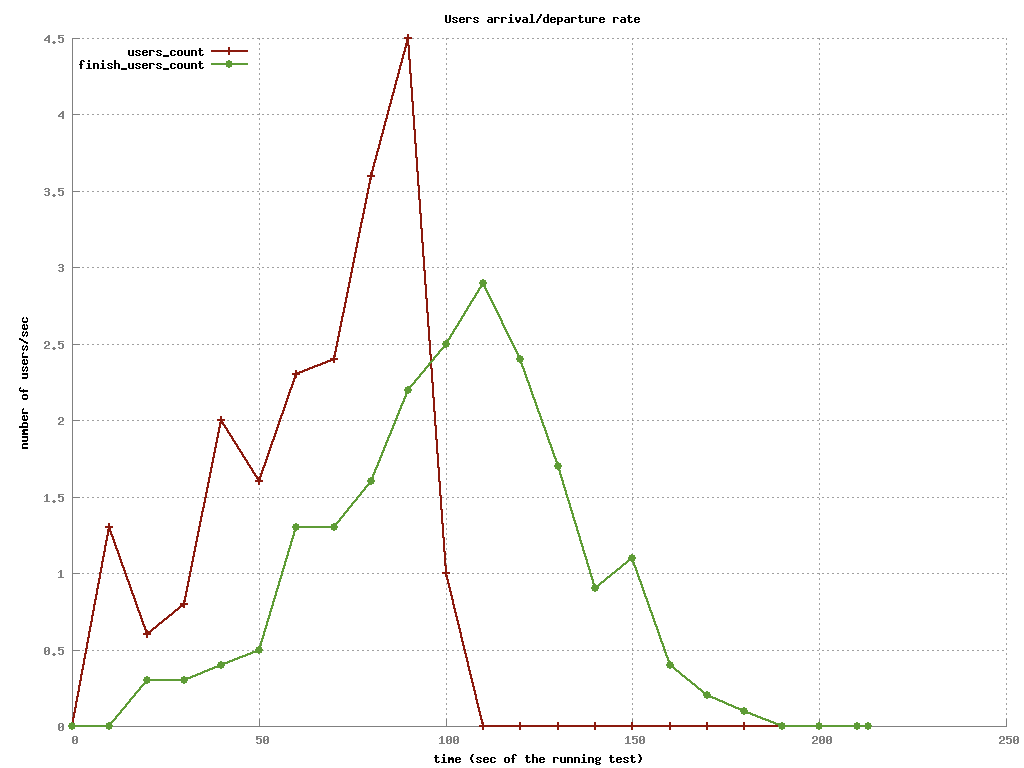 Users arrival/departure rate
users_count
finish_users_count
4.5
4
3.5
3
2.5
2
1.5
1
0.5
0
number of users/sec
0 50 100 150 200 250
time (sec of the running test)